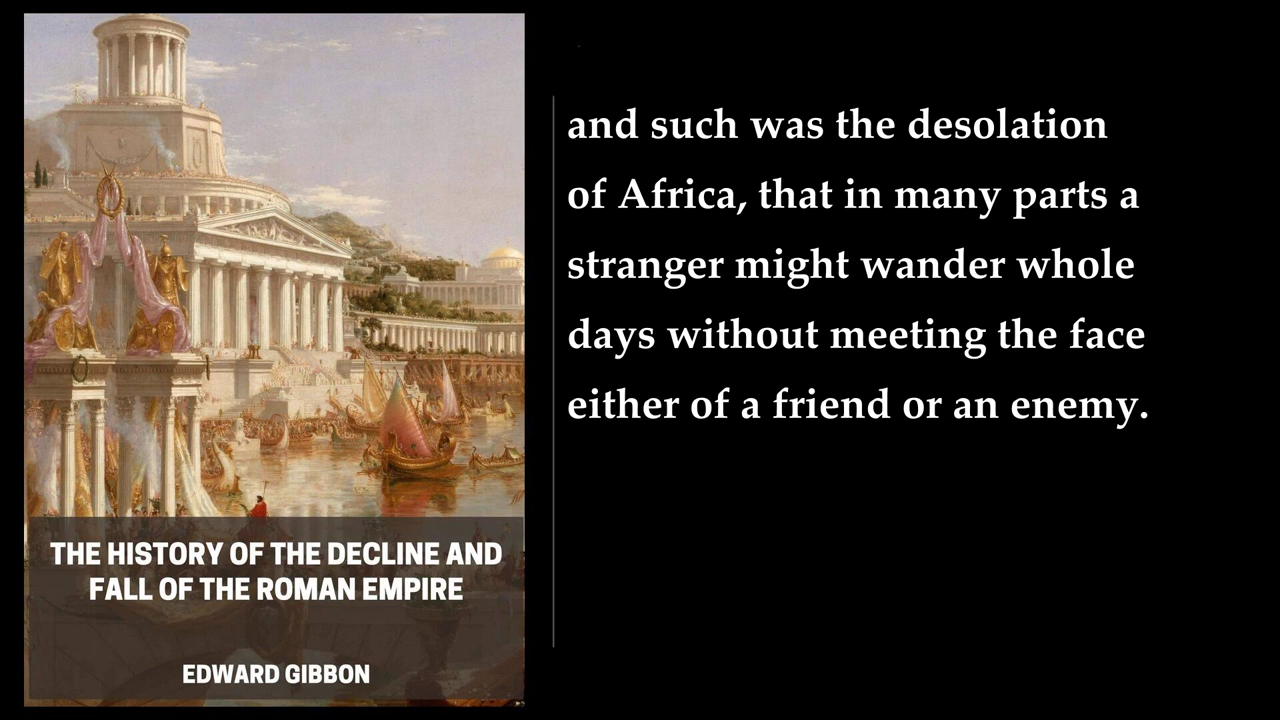 and such was the desolation
of Africa, that in many parts a
stranger might wander whole
days without meeting the face
either of a friend or an enemy.
THE HISTORY OF THE DECLINE AND
FALL OF THE ROMAN EMPIRE
EDWARD GIBBON